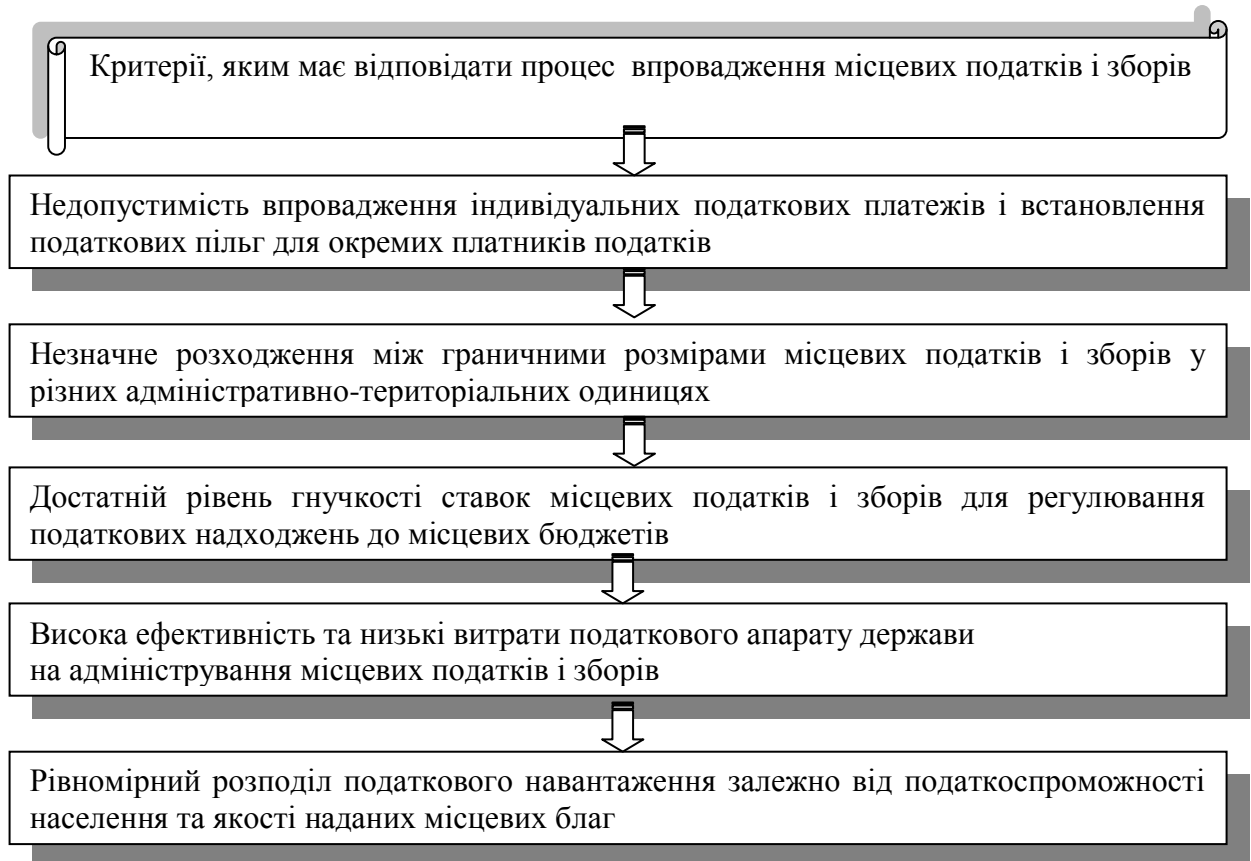 Критерії, яким має відповідати процес впровадження місцевих податків і зборів
Недопустимість впровадження індивідуальних податкових платежів і встановлення
податкових пільг для окремих платників податків
Незначне розходження між граничними розмірами місцевих податків і зборів у
різних адміністративно-територіальних одиницях
Достатній рівень гнучкості ставок місцевих податків і зборів для регулювання
податкових надходжень до місцевих бюджетів
Висока ефективність та низькі витрати податкового апарату держави
на адміністрування місцевих податків і зборів
Рівномірний розподіл податкового навантаження залежно від податкоспроможності
населення та якості наданих місцевих благ